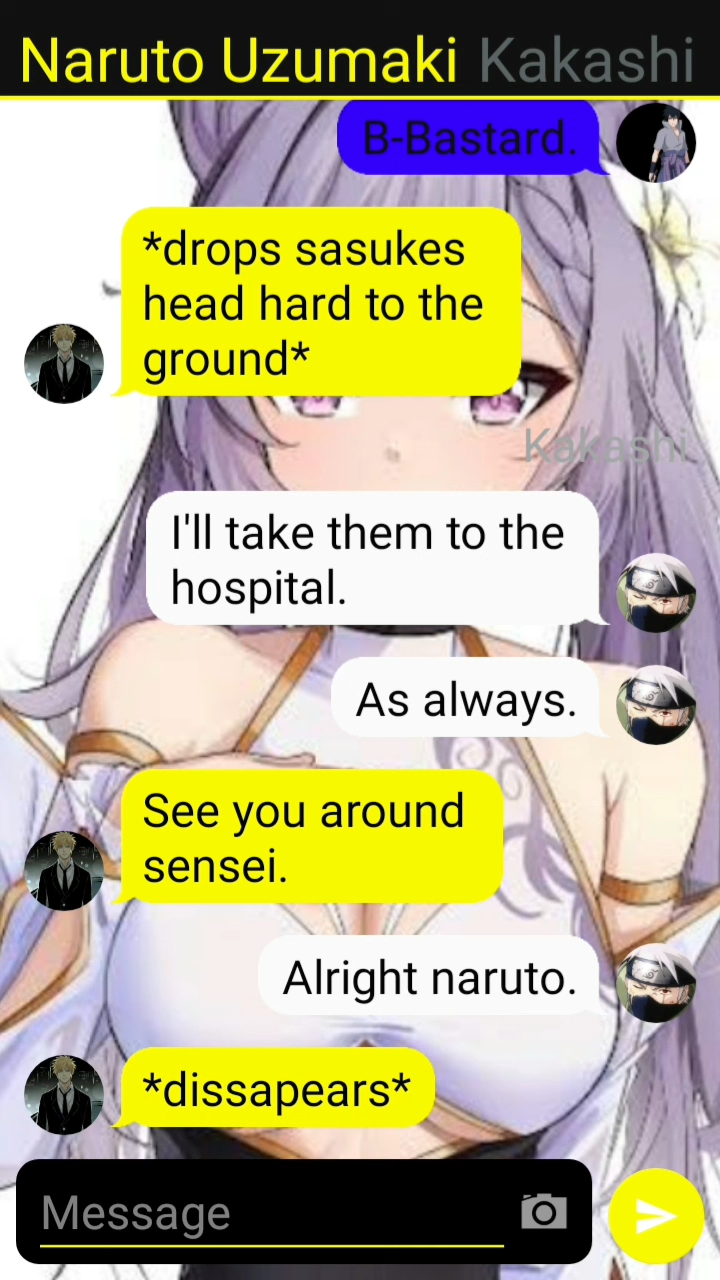 Naruto Uzumaki Kakashi
B-Bastard.
*drops sasukes
head hard to the
ground*
Kakashi
I'll take them to the
hospital.
As always.
See you around
sensei.
Alright naruto.
*dissapears*
Message